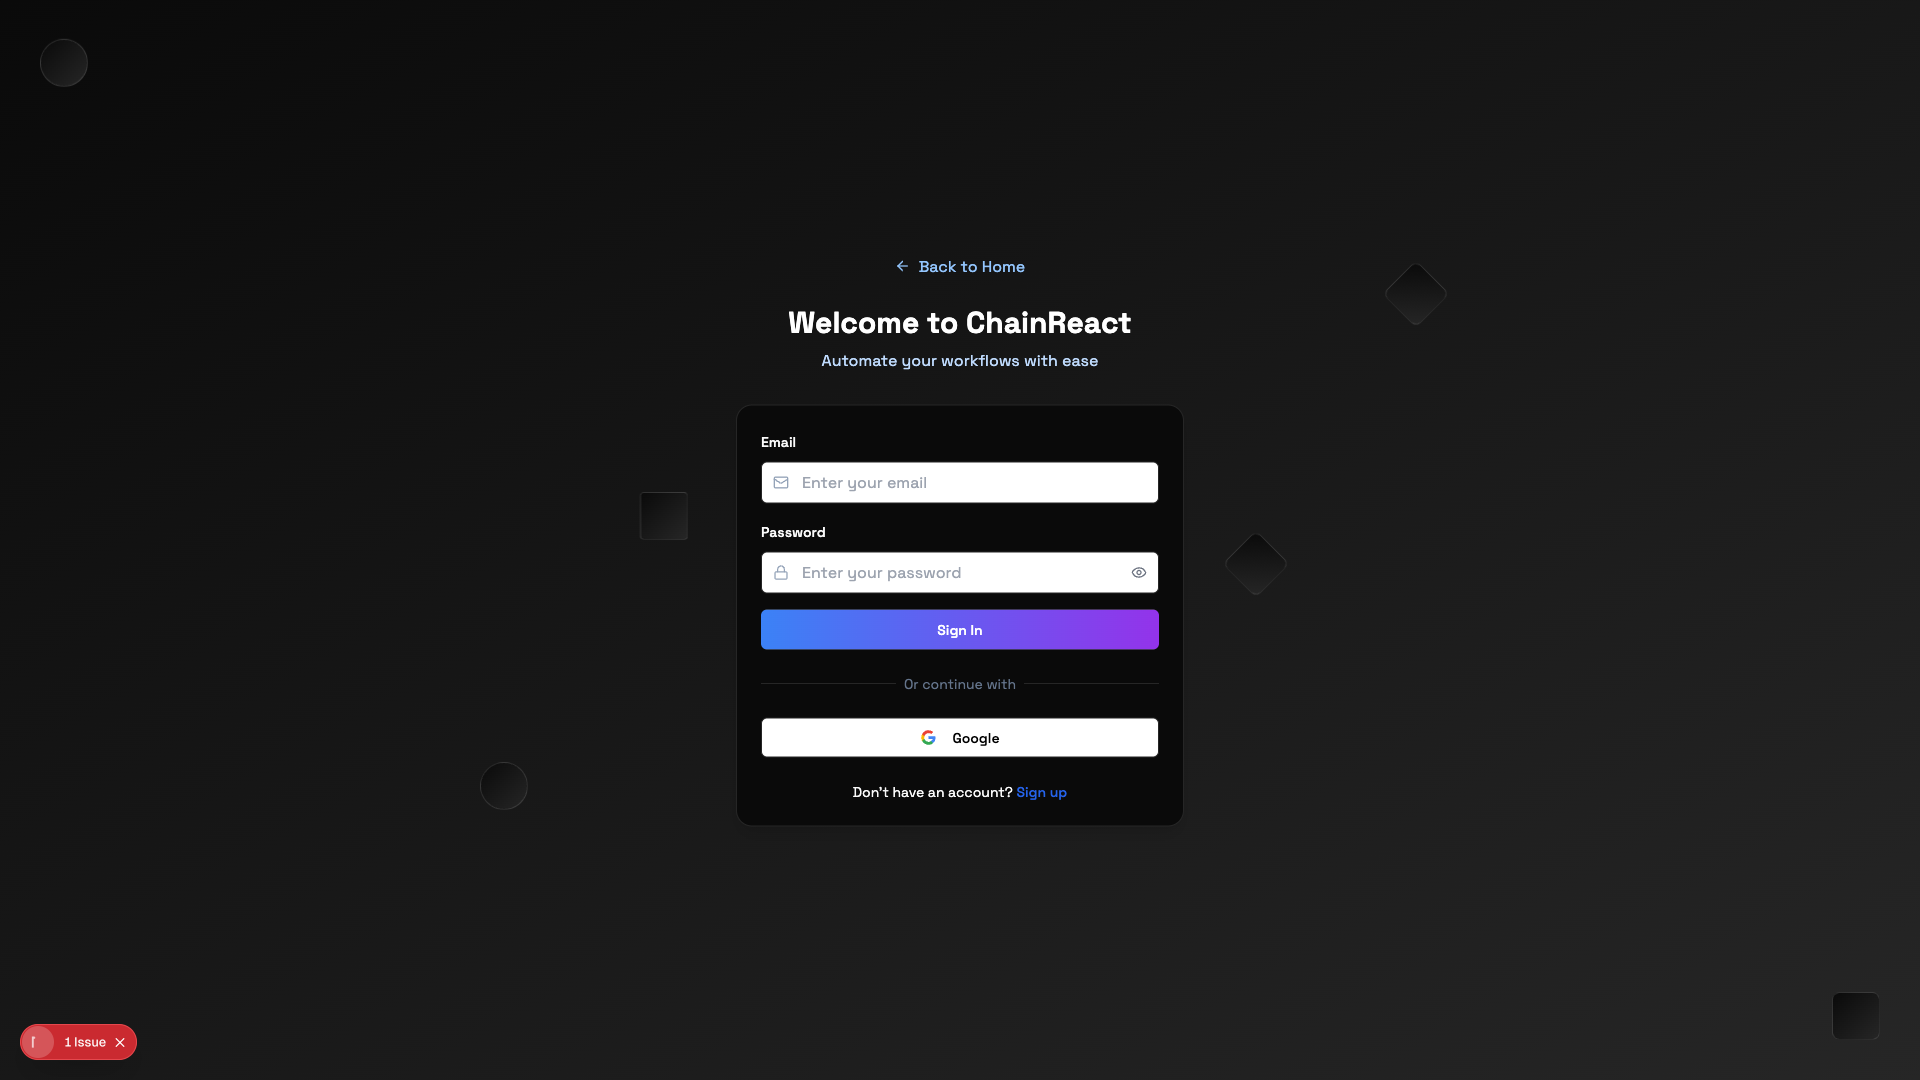 Back to Home
Welcome to ChainReact
Automate your workflows with ease
Email
Enter your email
Password
Enter your password
Sign In
Or continue with
Google
Don't have an account? Sign up
1 Issue